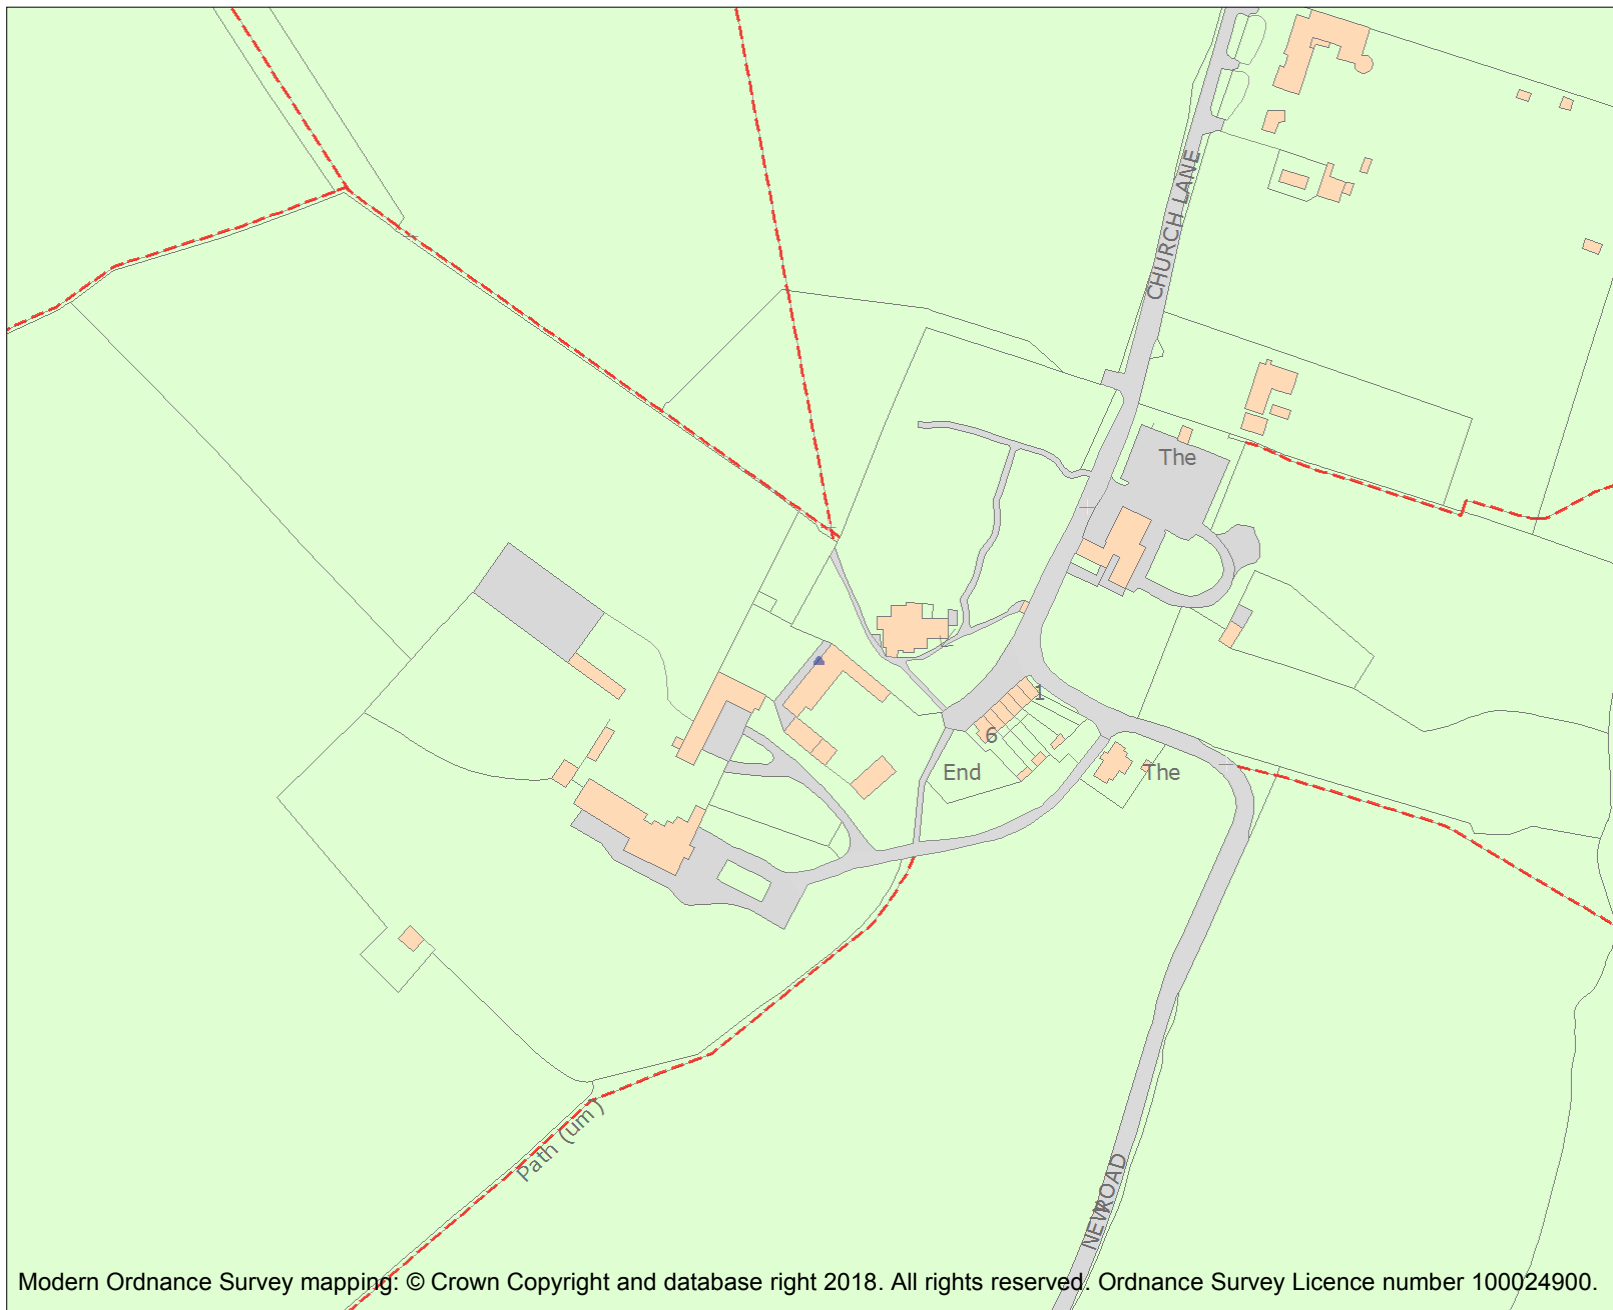 CHURCH LANE
The
1
6
End
The
Path (um)
NEW ROAD
Modern Ordnance Survey mapping: © Crown Copyright and database right 2018. All rights reserved. Ordnance Survey Licence number 100024900.